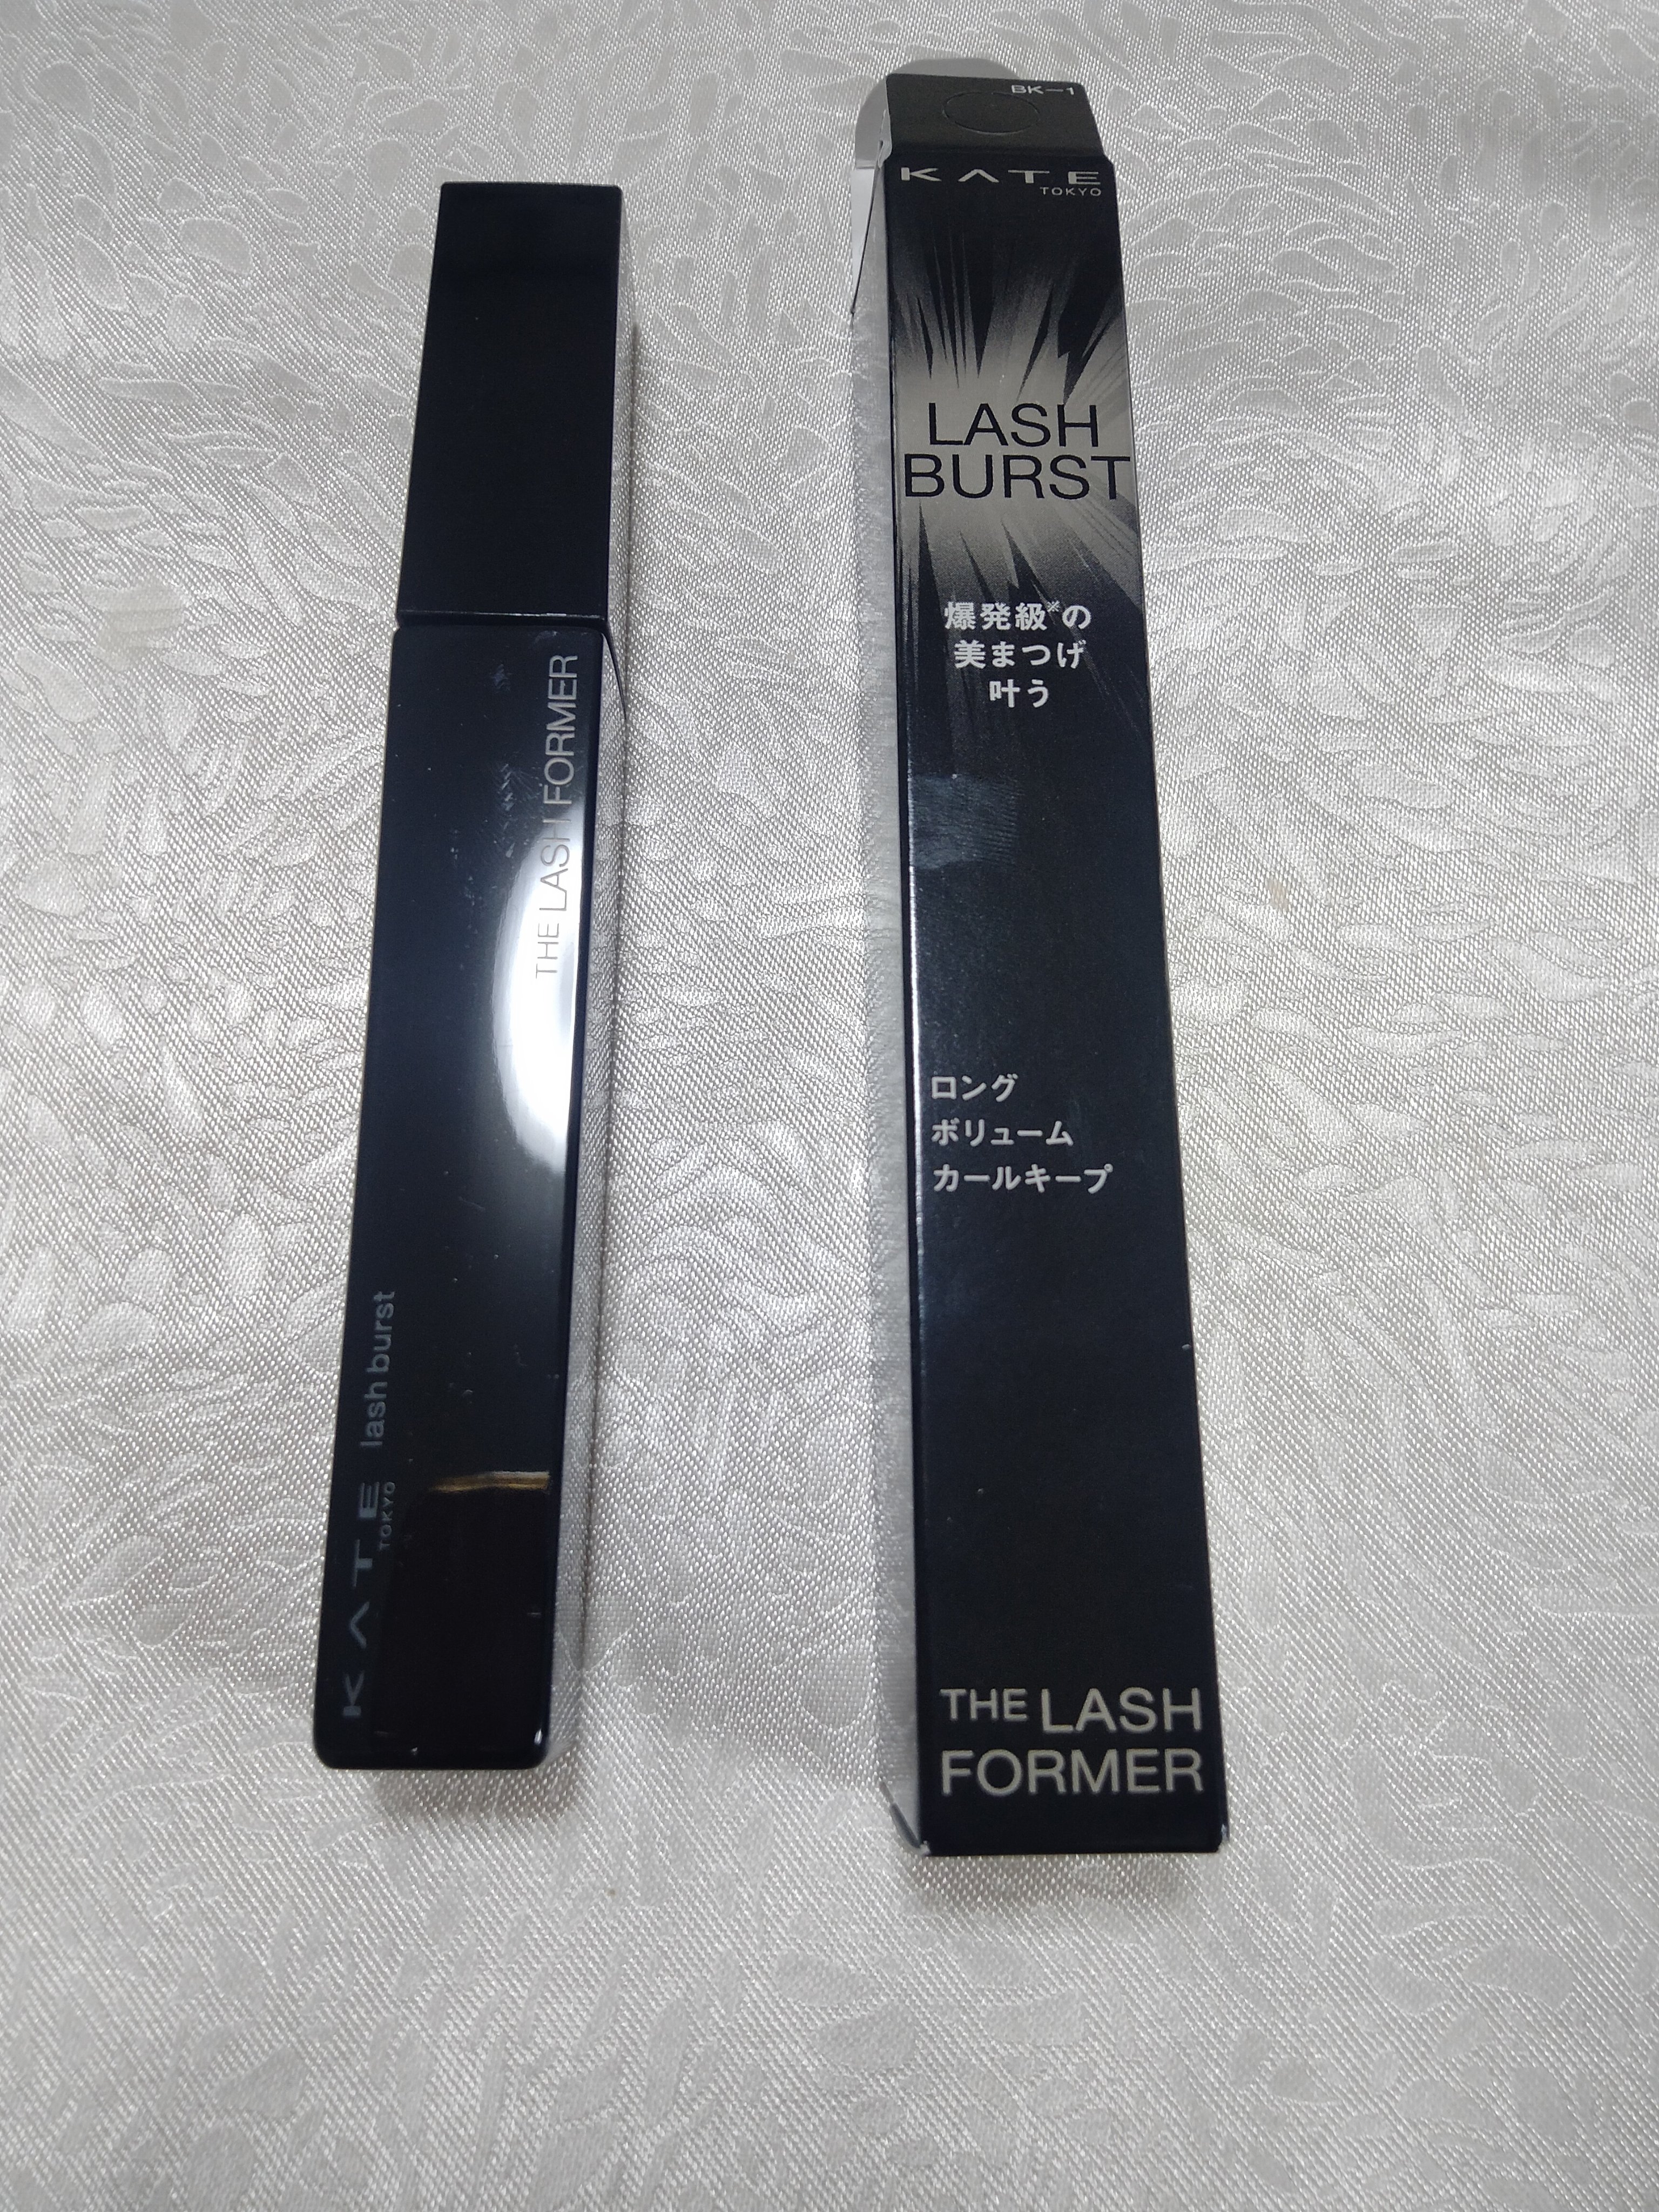 THE LASH FORMER
KATE lash burst
TOKYO
BK-1
KATE
TOKYO
LASH
BURST
爆発級※の
美まつげ
叶う
ロング
ボリューム
カールキープ
THE LASH
FORMER